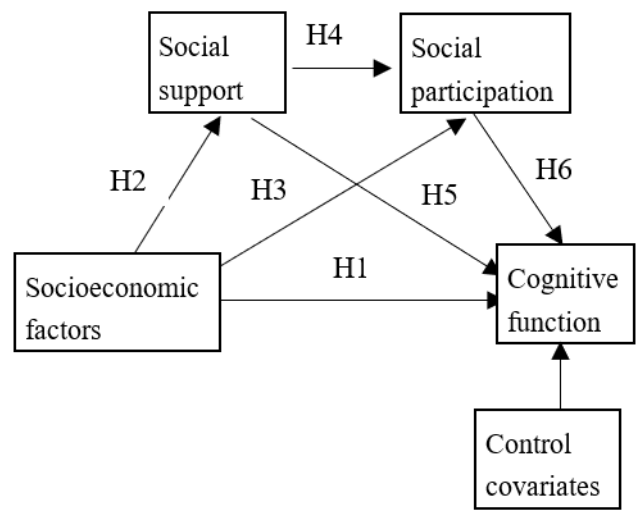 Social
support
H4
Social
participation
H2
H3
H5
H6
H1
Socioeconomic
factors
Cognitive
function
Control
covariates